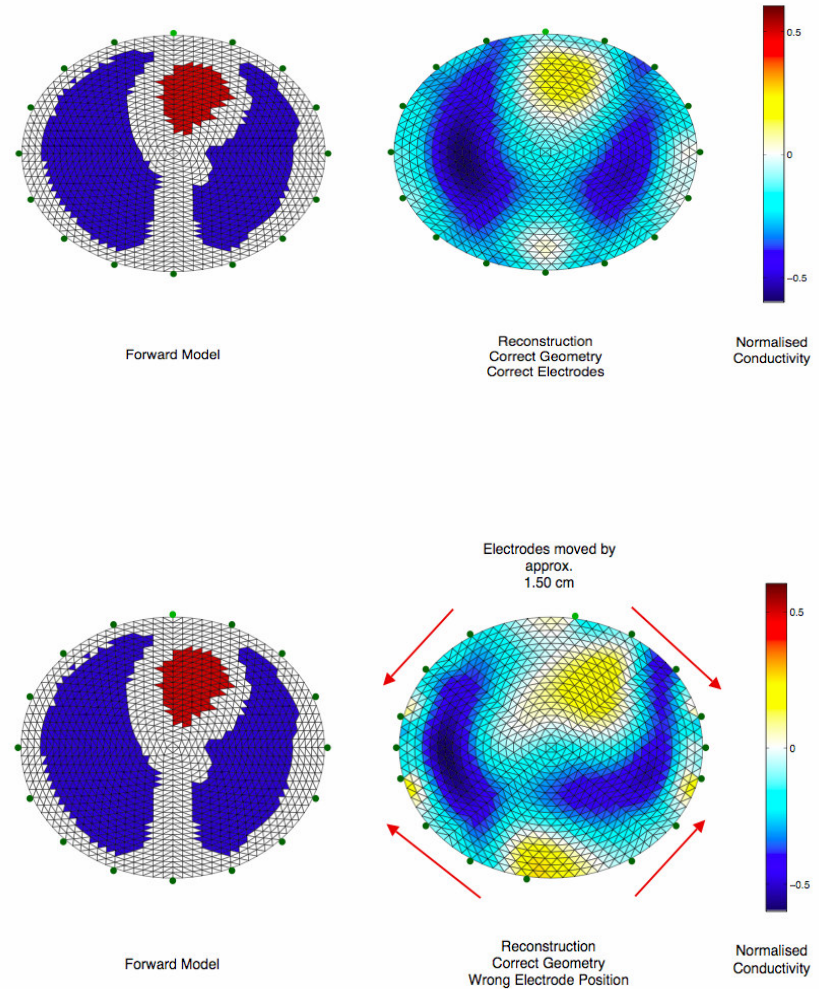 0.5
0
−0.5
Forward Model
Reconstruction
Correct Geometry
Correct Electrodes
Normalised
Conductivity
Electrodes moved by
approx.
1.50 cm
0.5
0
−0.5
Forward Model
Reconstruction
Correct Geometry
Wrong Electrode Position
Normalised
Conductivity